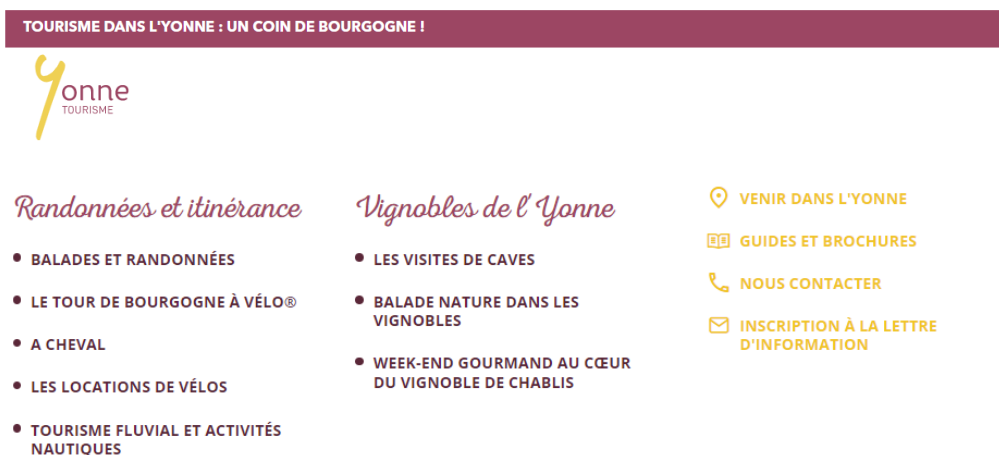 TOURISME DANS L'YONNE : UN COIN DE BOURGOGNE !
Yonne
TOURISME
Randonnées et itinérance
BALADES ET RANDONNÉES
LE TOUR DE BOURGOGNE À VÉLO®
A CHEVAL
LES LOCATIONS DE VÉLOS
TOURISME FLUVIAL ET ACTIVITÉS
NAUTIQUES
Vignobles de l' Yonne
LES VISITES DE CAVES
BALADE NATURE DANS LES
VIGNOBLES
WEEK-END GOURMAND AU CŒUR
DU VIGNOBLE DE CHABLIS
VENIR DANS L'YONNE
GUIDES ET BROCHURES
NOUS CONTACTER
INSCRIPTION À LA LETTRE
D'INFORMATION